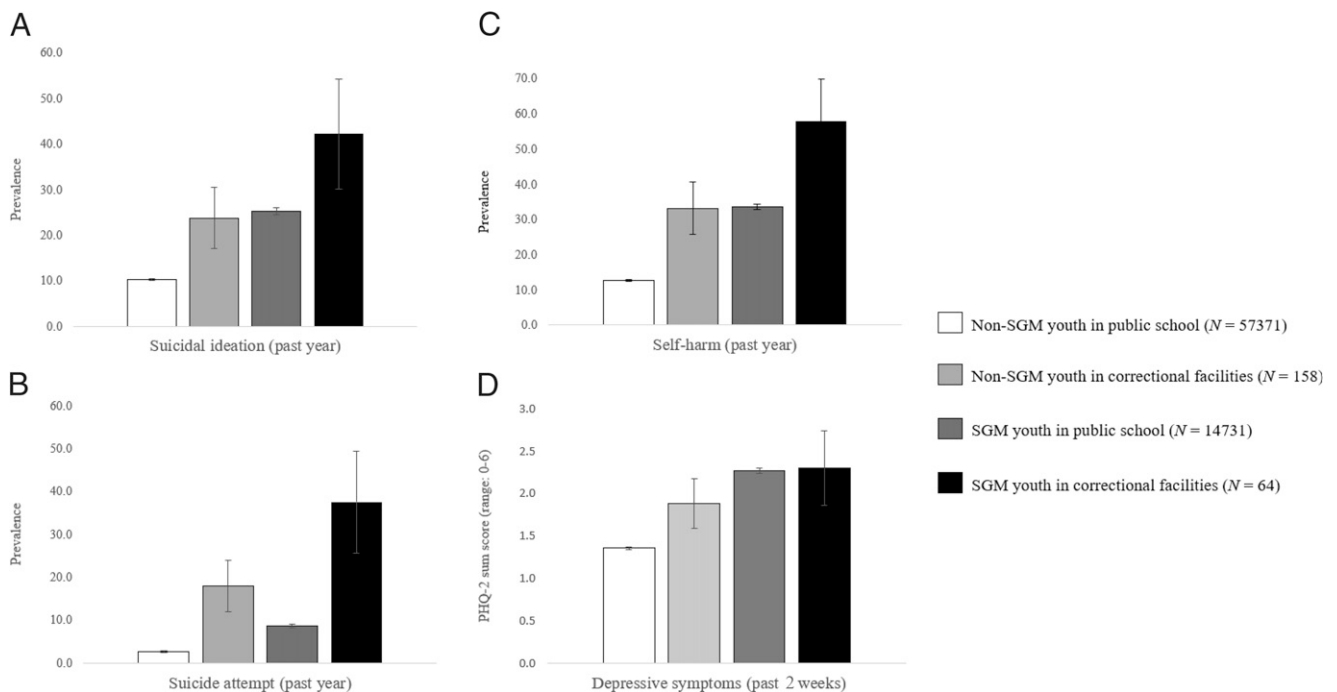 A
60.0
50.0
40.0
30.0
20.0
10.0
0.0
Prevalence
Suicidal ideation (past year)
B
60.0
50.0
40.0
30.0
20.0
10.0
0.0
Prevalence
Suicide attempt (past year)
C
70.0
60.0
50.0
40.0
30.0
20.0
10.0
0.0
Prevalence
Self-harm (past year)
D
3.0
2.5
2.0
1.5
1.0
0.5
0.0
PHQ-2 sum score (range: 0-6)
Depressive symptoms (past 2 weeks)
Non-SGM youth in public school (N = 57371)
Non-SGM youth in correctional facilities (N = 158)
SGM youth in public school (N = 14731)
SGM youth in correctional facilities (N = 64)